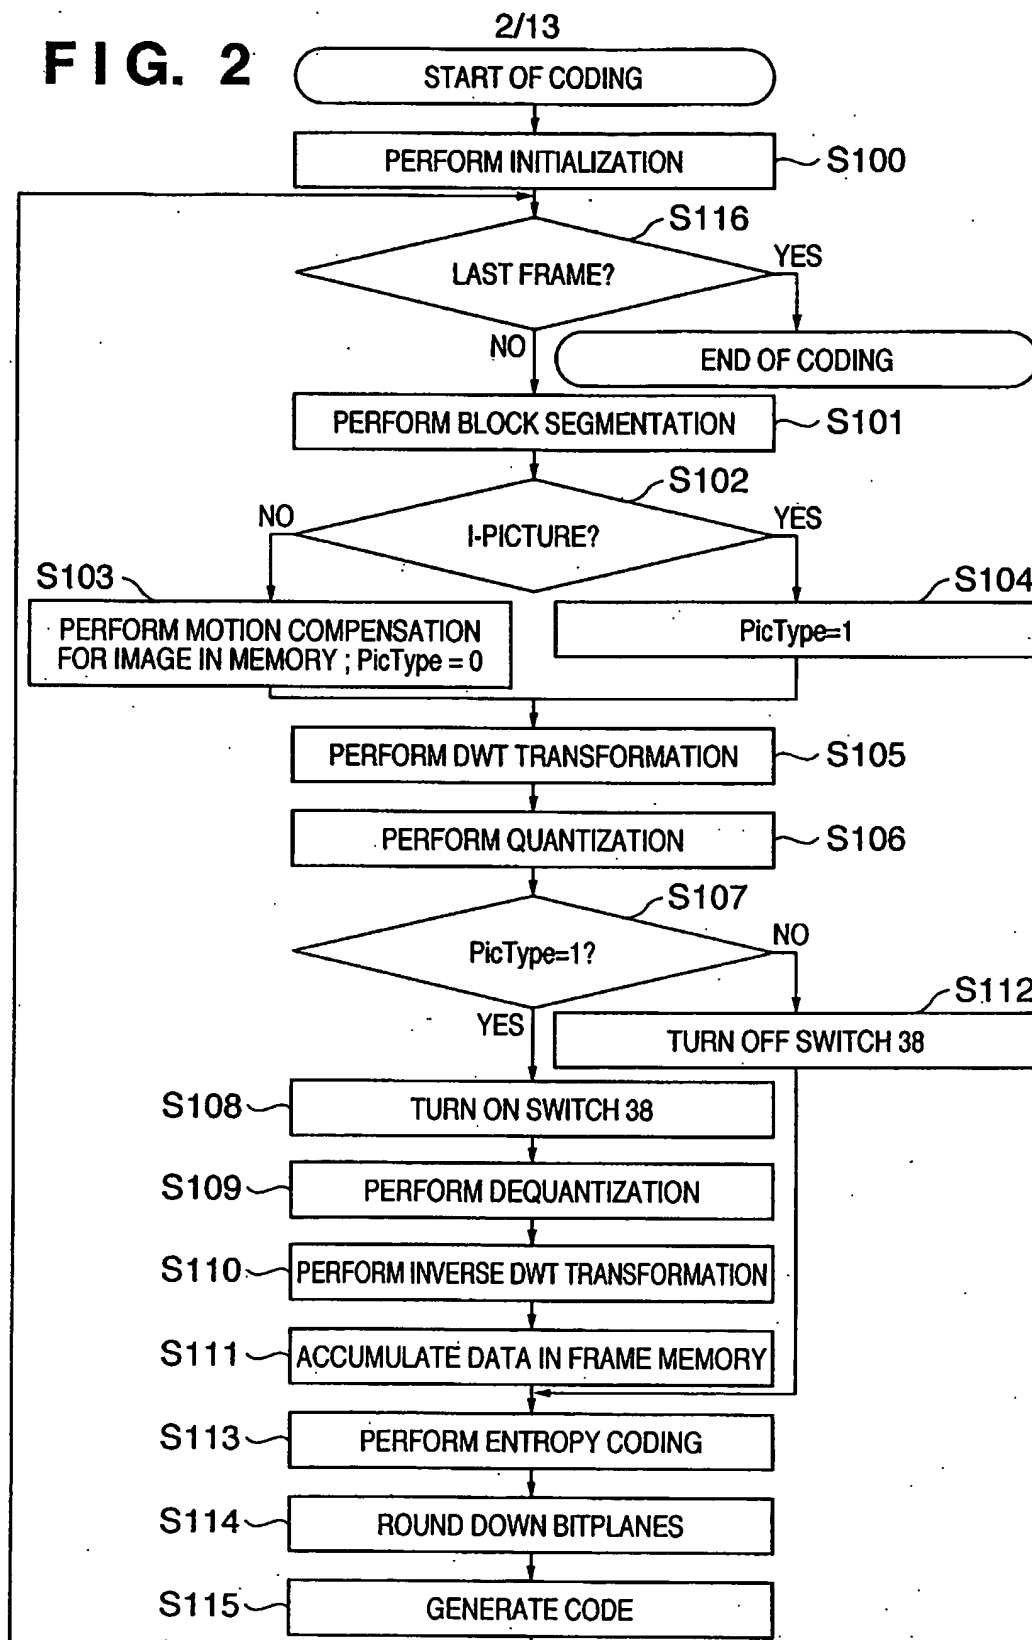 2/13
FIG. 2
START OF CODING
PERFORM INITIALIZATION
S100
S116
LAST FRAME?
YES
NO
END OF CODING
PERFORM BLOCK SEGMENTATION
S101
S102
NO
I-PICTURE?
YES
S103
S104
PERFORM MOTION COMPENSATION
FOR IMAGE IN MEMORY ; PicType = 0
PicType=1
PERFORM DWT TRANSFORMATION
S105
PERFORM QUANTIZATION
S106
S107
PicType=1?
NO
YES
S112
TURN OFF SWITCH 38
S108
TURN ON SWITCH 38
S109
PERFORM DEQUANTIZATION
S110
PERFORM INVERSE DWT TRANSFORMATION
S111
ACCUMULATE DATA IN FRAME MEMORY
S113
PERFORM ENTROPY CODING
S114
ROUND DOWN BITPLANES
S115
GENERATE CODE